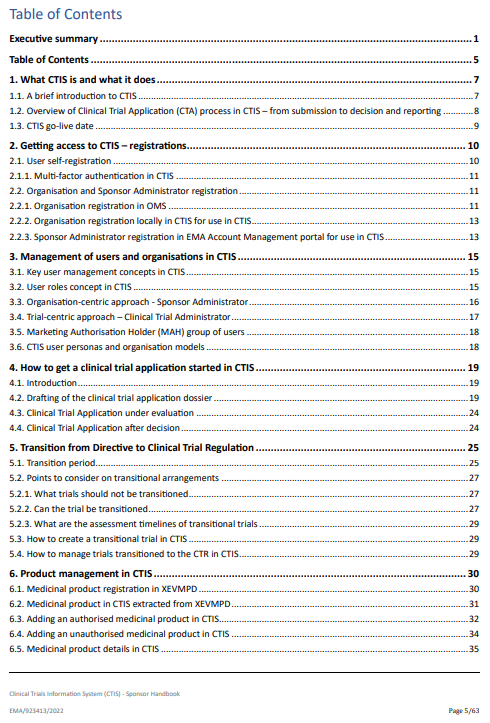 Table of Contents
Executive summary ........ 1
Table of Contents ........ 5
1. What CTIS is and what it does ........ 7
1.1. A brief introduction to CTIS ........ 7
1.2. Overview of Clinical Trial Application (CTA) process in CTIS – from submission to decision and reporting ........ 8
1.3. CTIS go-live date ........ 9
2. Getting access to CTIS – registrations ........ 10
2.1. User self-registration ........ 10
2.1.1. Multi-factor authentication in CTIS ........ 11
2.2. Organisation and Sponsor Administrator registration ........ 11
2.2.1. Organisation registration in OMS ........ 11
2.2.2. Organisation registration locally in CTIS for use in CTIS ........ 13
2.2.3. Sponsor Administrator registration in EMA Account Management portal for use in CTIS ........ 13
3. Management of users and organisations in CTIS ........ 15
3.1. Key user management concepts in CTIS ........ 15
3.2. User roles concept in CTIS ........ 15
3.3. Organisation-centric approach - Sponsor Administrator ........ 16
3.4. Trial-centric approach – Clinical Trial Administrator ........ 17
3.5. Marketing Authorisation Holder (MAH) group of users ........ 18
3.6. CTIS user personas and organisation models ........ 18
4. How to get a clinical trial application started in CTIS ........ 19
4.1. Introduction ........ 19
4.2. Drafting of the clinical trial application dossier ........ 19
4.3. Clinical Trial Application under evaluation ........ 24
4.4. Clinical Trial Application after decision ........ 24
5. Transition from Directive to Clinical Trial Regulation ........ 25
5.1. Transition period ........ 25
5.2. Points to consider on transitional arrangements ........ 27
5.2.1. What trials should not be transitioned ........ 27
5.2.2. Can the trial be transitioned ........ 27
5.2.3. What are the assessment timelines of transitional trials ........ 29
5.3. How to create a transitional trial in CTIS ........ 29
5.4. How to manage trials transitioned to the CTR in CTIS ........ 29
6. Product management in CTIS ........ 30
6.1. Medicinal product registration in XEVMPD ........ 30
6.2. Medicinal product in CTIS extracted from XEVMPD ........ 31
6.3. Adding an authorised medicinal product in CTIS ........ 32
6.4. Adding an unauthorised medicinal product in CTIS ........ 34
6.5. Medicinal product details in CTIS ........ 35
Clinical Trials Information System (CTIS) - Sponsor Handbook
EMA/923413/2022
Page 5/63